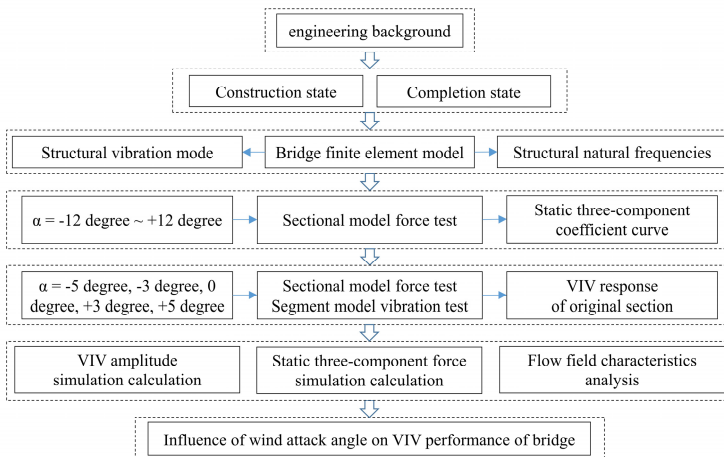 engineering background
Construction state
Completion state
Structural vibration mode
Bridge finite element model
Structural natural frequencies
α = -12 degree ~ +12 degree
Sectional model force test
Static three-component
coefficient curve
α = -5 degree, -3 degree, 0
degree, +3 degree, +5 degree
Sectional model force test
Segment model vibration test
VIV response
of original section
VIV amplitude
simulation calculation
Static three-component force
simulation calculation
Flow field characteristics
analysis
Influence of wind attack angle on VIV performance of bridge